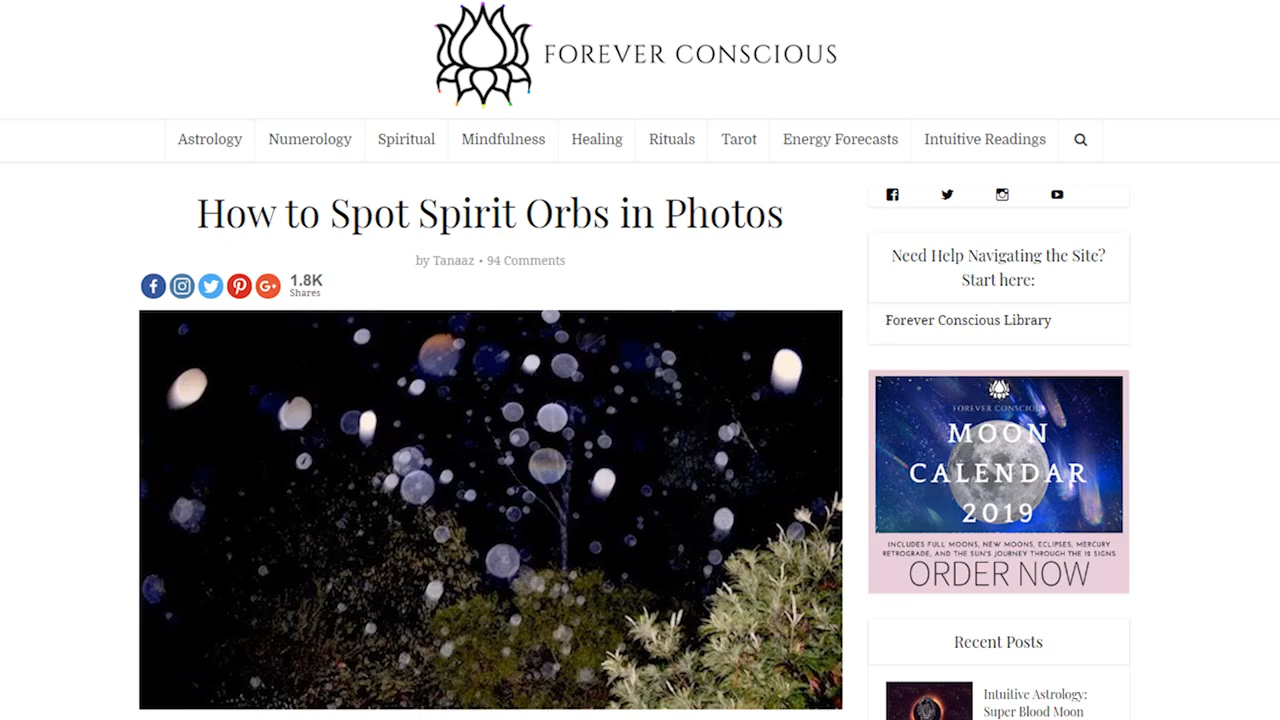 FOREVER CONSCIOUS
Astrology
Numerology
Spiritual
Mindfulness
Healing
Rituals
Tarot
Energy Forecasts
Intuitive Readings
How to Spot Spirit Orbs in Photos
by Tanaaz • 94 Comments
1.8K
Shares
Need Help Navigating the Site?
Start here:
Forever Conscious Library
FOREVER CONSCIOUS
MOON
CALENDAR
2019
INCLUDES FULL MOONS, NEW MOONS, ECLIPSES, MERCURY
RETROGRADE, AND THE SUN'S JOURNEY THROUGH THE 12 SIGNS
ORDER NOW
Recent Posts
Intuitive Astrology:
Super Blood Moon